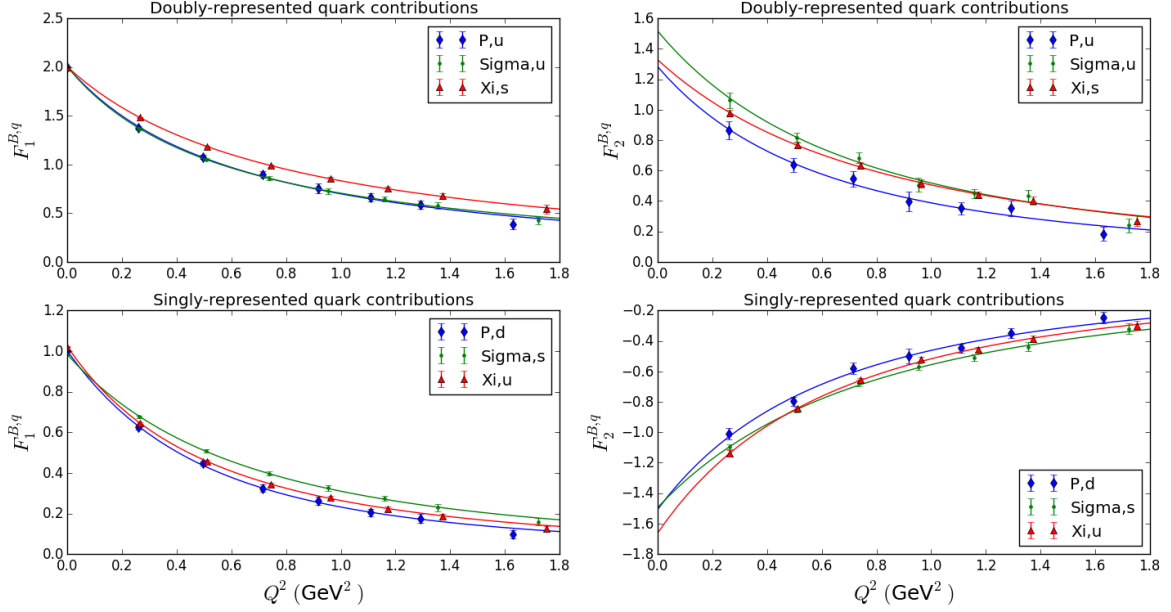 Doubly-represented quark contributions
2.5
2.0
1.5
1.0
0.5
0.0
F_1^{B,q}
P,u
Sigma,u
Xi,s
0.0 0.2 0.4 0.6 0.8 1.0 1.2 1.4 1.6 1.8
Doubly-represented quark contributions
1.6
1.4
1.2
1.0
0.8
0.6
0.4
0.2
0.0
F_2^{B,q}
P,u
Sigma,u
Xi,s
0.0 0.2 0.4 0.6 0.8 1.0 1.2 1.4 1.6 1.8
Singly-represented quark contributions
1.2
1.0
0.8
0.6
0.4
0.2
0.0
F_1^{B,q}
P,d
Sigma,s
Xi,u
0.0 0.2 0.4 0.6 0.8 1.0 1.2 1.4 1.6 1.8
Q² (GeV²)
Singly-represented quark contributions
−0.2
−0.4
−0.6
−0.8
−1.0
−1.2
−1.4
−1.6
−1.8
F_2^{B,q}
P,d
Sigma,s
Xi,u
0.0 0.2 0.4 0.6 0.8 1.0 1.2 1.4 1.6 1.8
Q² (GeV²)